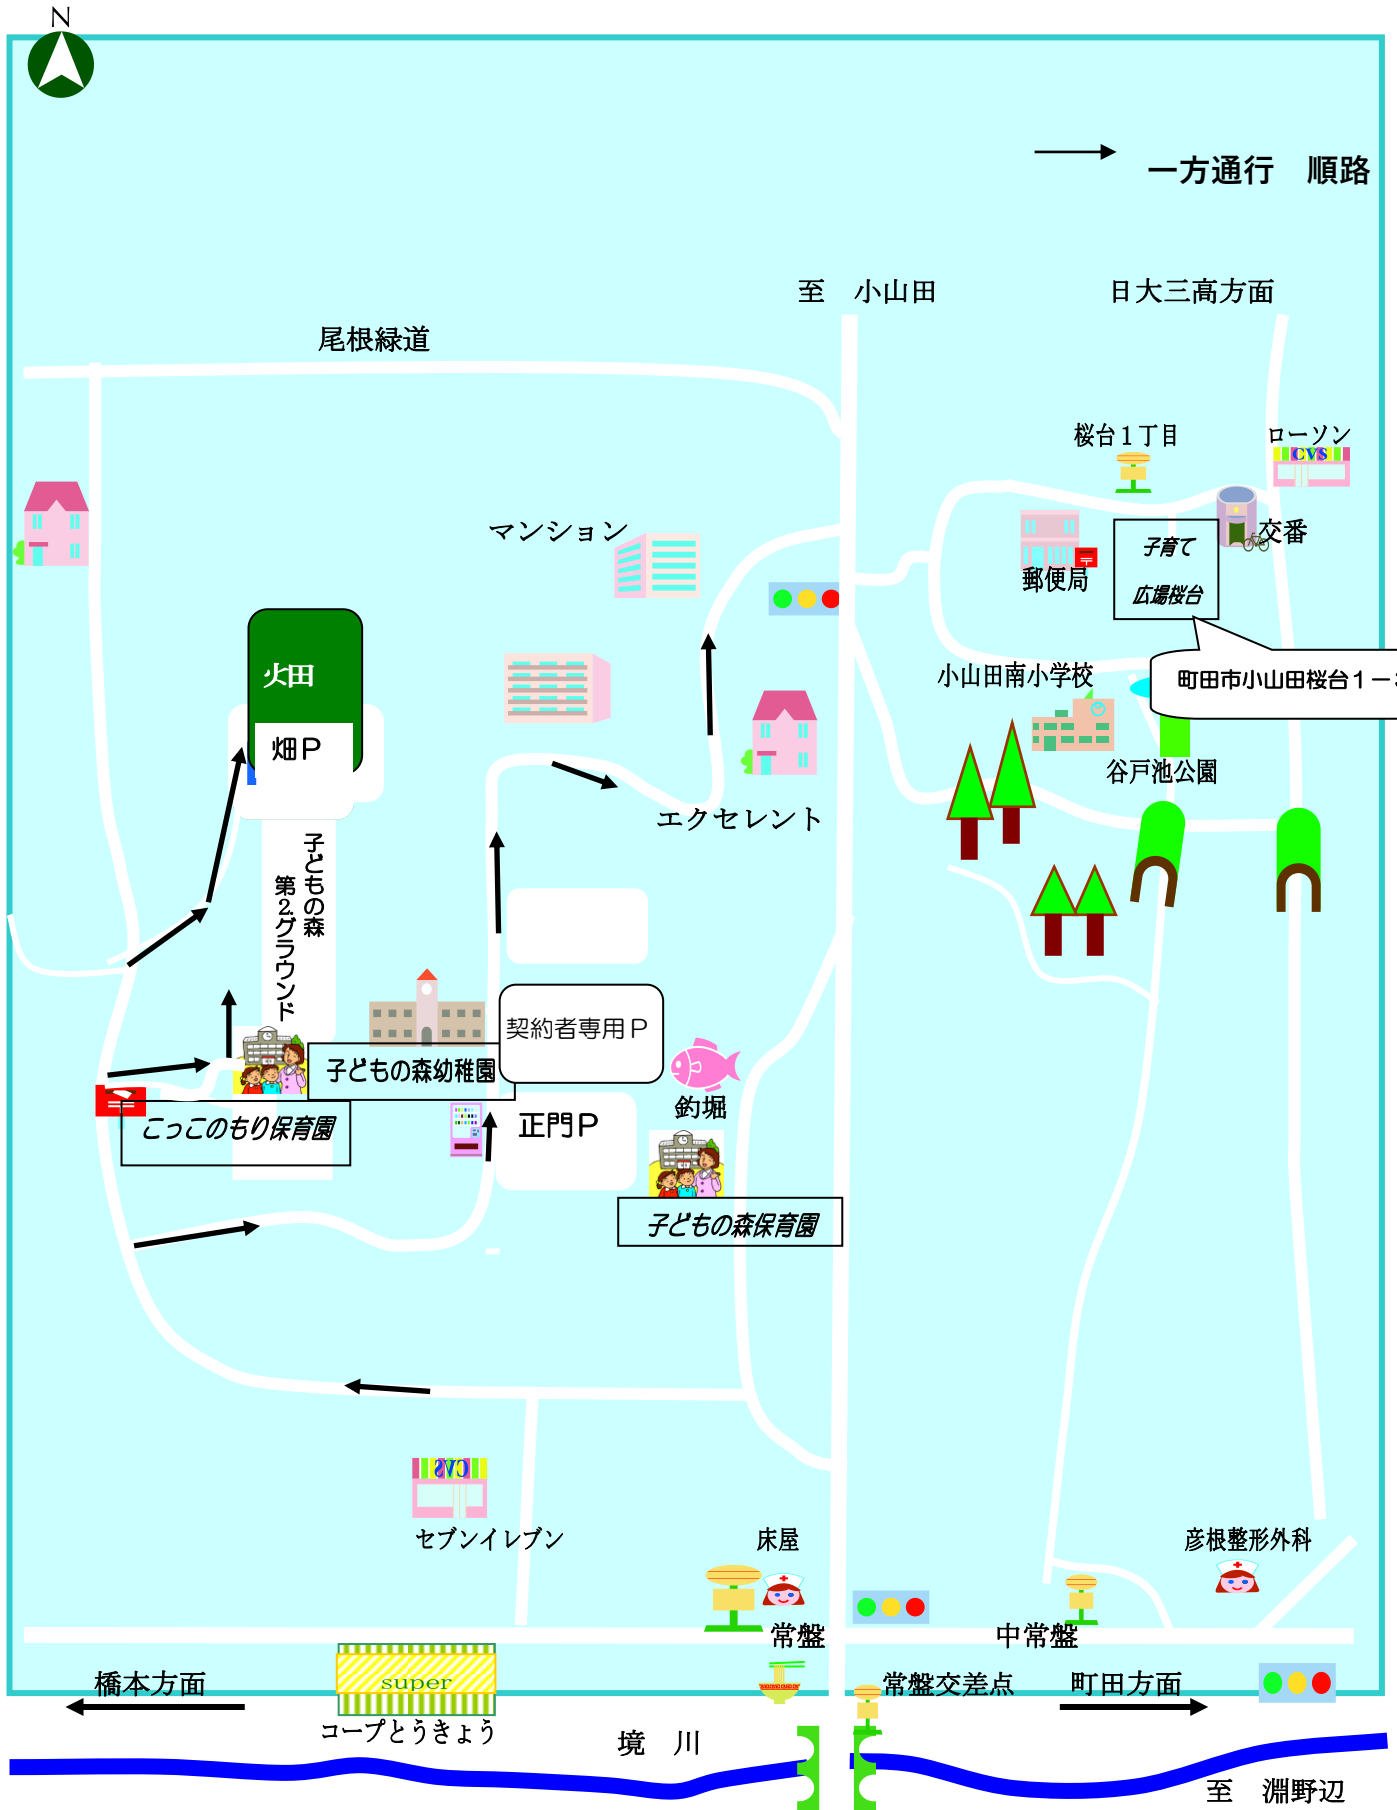 N
一方通行　順路
至　小山田
日大三高方面
尾根緑道
桜台１丁目
ローソン
CVS
マンション
交番
子育て
広場桜台
郵便局
畑
小山田南小学校
町田市小山田桜台１－
畑Ｐ
谷戸池公園
エクセレント
子どもの森
第2グラウンド
契約者専用Ｐ
子どもの森幼稚園
釣堀
こっこのもり保育園
正門Ｐ
子どもの森保育園
CVS
セブンイレブン
床屋
彦根整形外科
常盤
中常盤
橋本方面
super
常盤交差点
町田方面
コープとうきょう
境　川
至　淵野辺